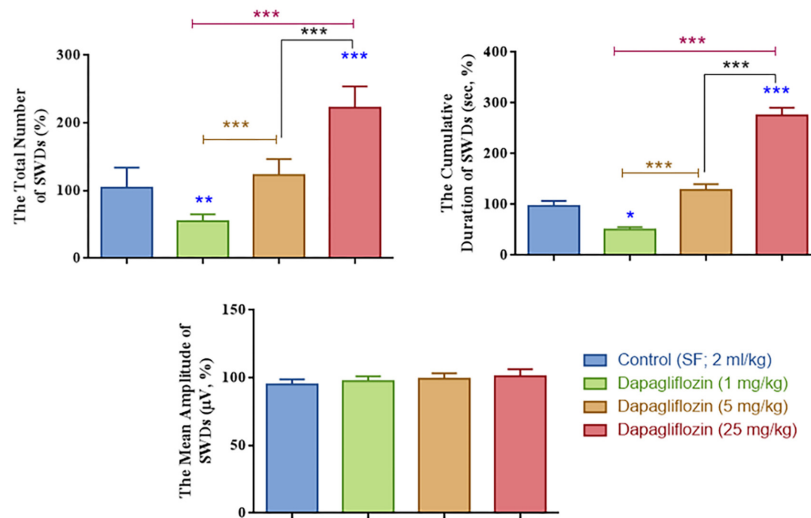 ***
***
300
***
200
***
100
**
0
The Total Number
of SWDs (%)
400
***
***
300
***
200
***
100
*
0
The Cumulative
Duration of SWDs (sec, %)
150
100
50
0
The Mean Amplitude of
SWDs (µV, %)
Control (SF; 2 ml/kg)
Dapagliflozin (1 mg/kg)
Dapagliflozin (5 mg/kg)
Dapagliflozin (25 mg/kg)